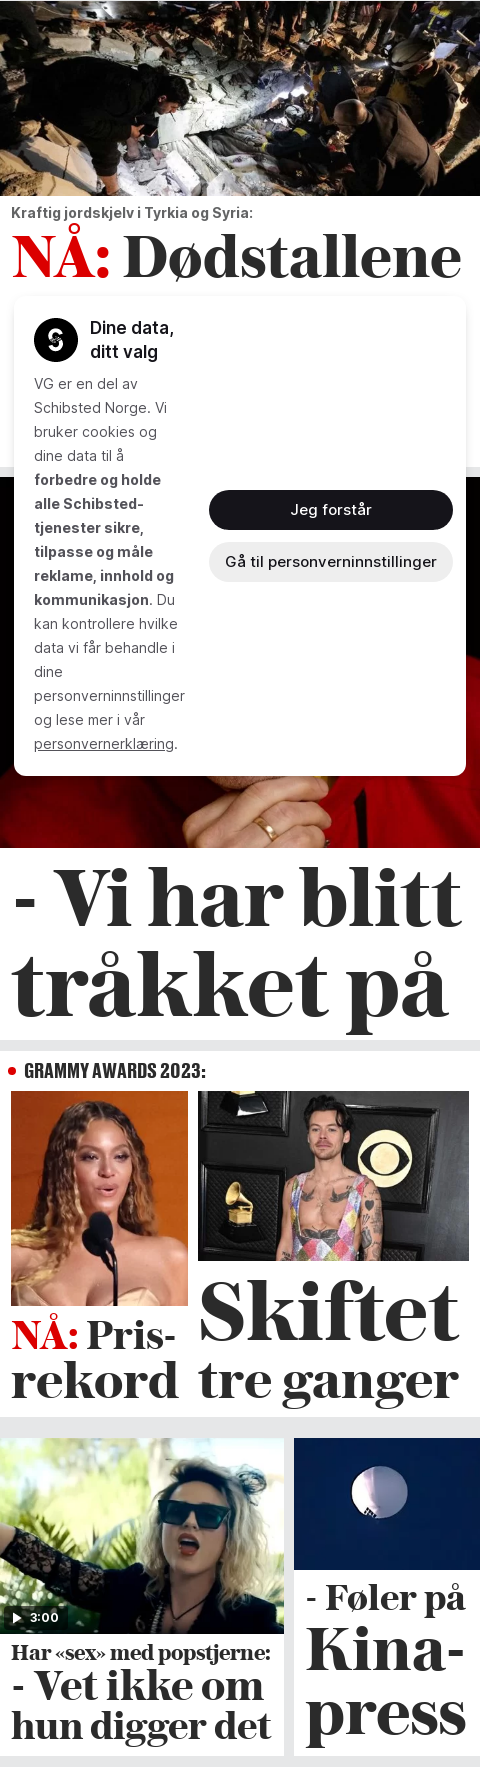 Kraftig jordskjelv i Tyrkia og Syria:
NÅ: Dødstallene
Dine data,
ditt valg
VG er en del av
Schibsted Norge. Vi
bruker cookies og
dine data til å
forbedre og holde
alle Schibsted-
tjenester sikre,
tilpasse og måle
reklame, innhold og
kommunikasjon. Du
kan kontrollere hvilke
data vi får behandle i
dine
personverninnstillinger
og lese mer i vår
personvernerklæring.
Jeg forstår
Gå til personverninnstillinger
- Vi har blitt
tråkket på
GRAMMY AWARDS 2023:
NÅ: Pris-
rekord
Skiftet
tre ganger
3:00
Har «sex» med popstjerne:
- Vet ikke om
hun digger det
- Føler på
Kina-
press